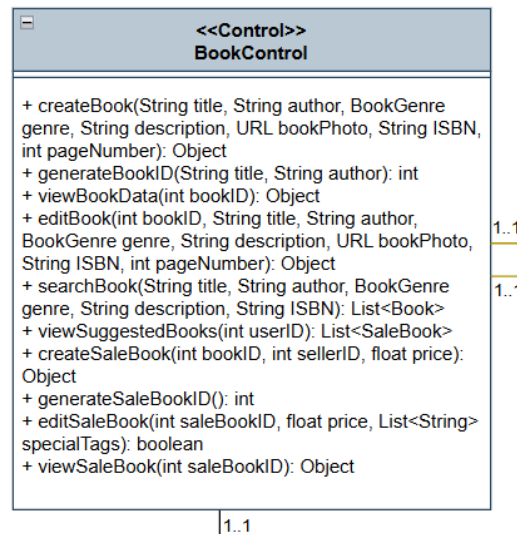 <<Control>>
BookControl
+ createBook(String title, String author, BookGenre
genre, String description, URL bookPhoto, String ISBN,
int pageNumber): Object
+ generateBookID(String title, String author): int
+ viewBookData(int bookID): Object
+ editBook(int bookID, String title, String author,
BookGenre genre, String description, URL bookPhoto,
String ISBN, int pageNumber): Object
+ searchBook(String title, String author, BookGenre
genre, String description, String ISBN): List<Book>
+ viewSuggestedBooks(int userID): List<SaleBook>
+ createSaleBook(int bookID, int sellerID, float price):
Object
+ generateSaleBookID(): int
+ editSaleBook(int saleBookID, float price, List<String>
specialTags): boolean
+ viewSaleBook(int saleBookID): Object
1..1
1..1
1..1